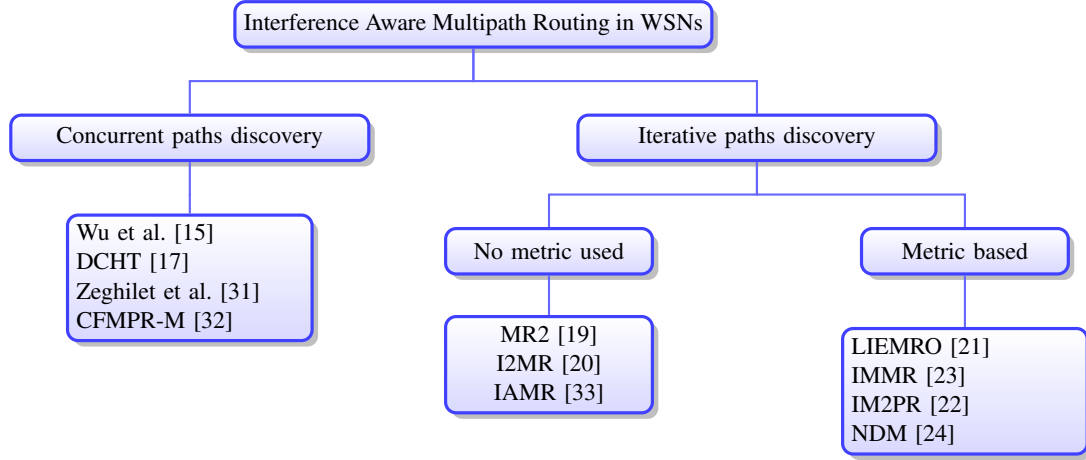 Interference Aware Multipath Routing in WSNs
Concurrent paths discovery
Iterative paths discovery
Wu et al. [15]
DCHT [17]
Zeghilet et al. [31]
CFMPR-M [32]
No metric used
Metric based
MR2 [19]
I2MR [20]
IAMR [33]
LIEMRO [21]
IMMR [23]
IM2PR [22]
NDM [24]